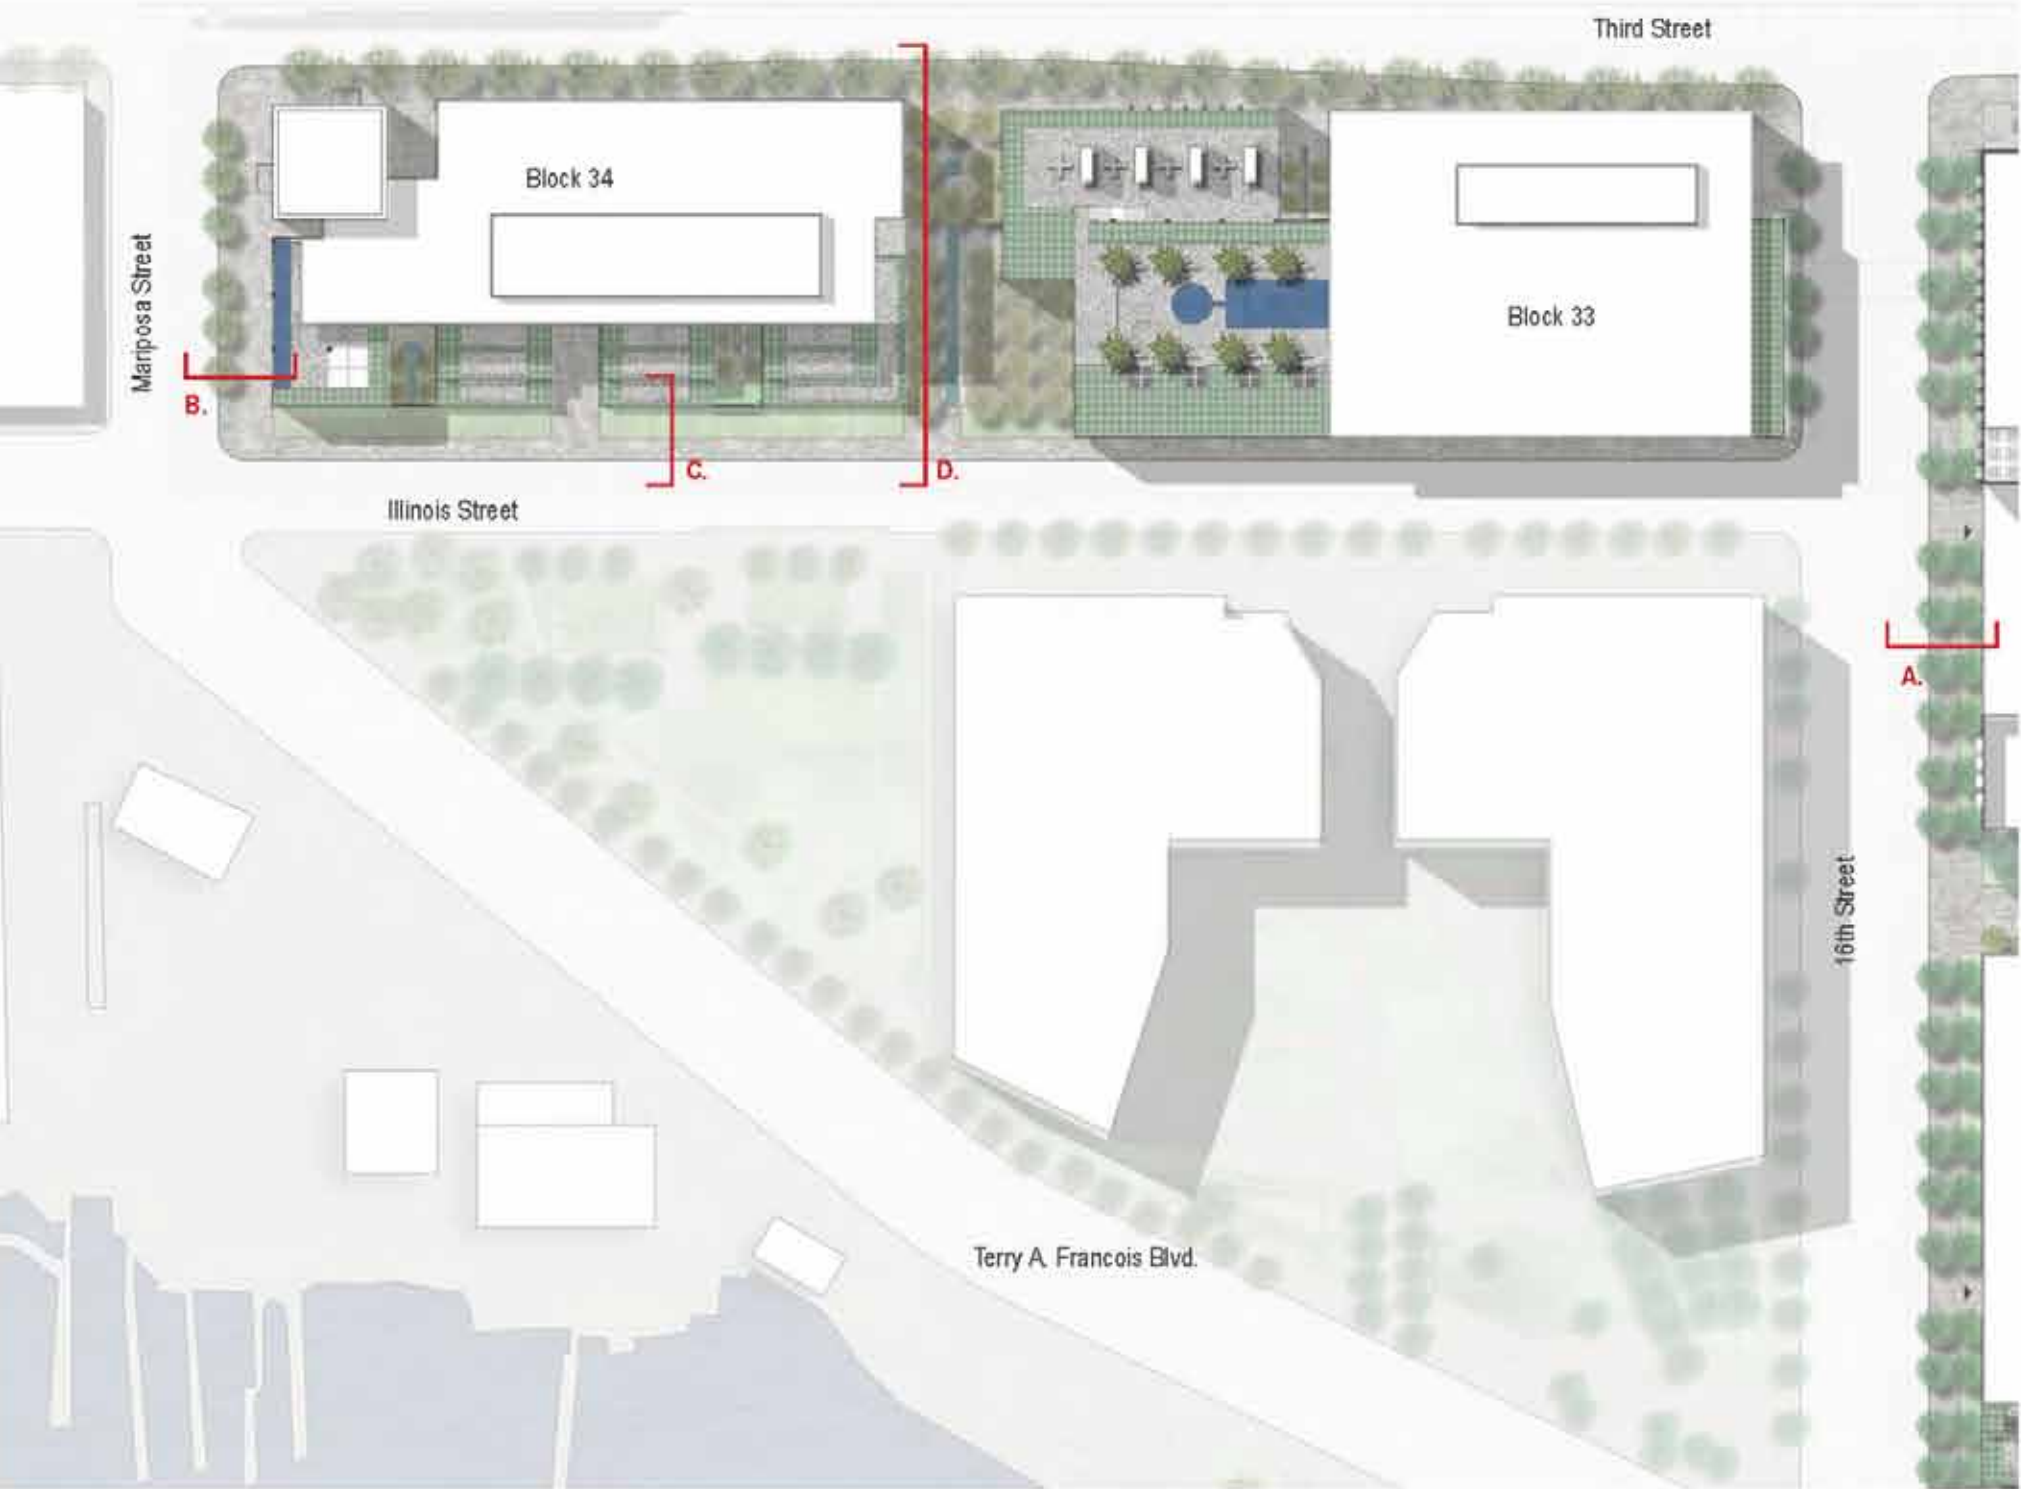 Third Street
Block 34
Mariposa Street
Block 33
B.
C.
D.
Illinois Street
A.
16th Street
Terry A. Francois Blvd.